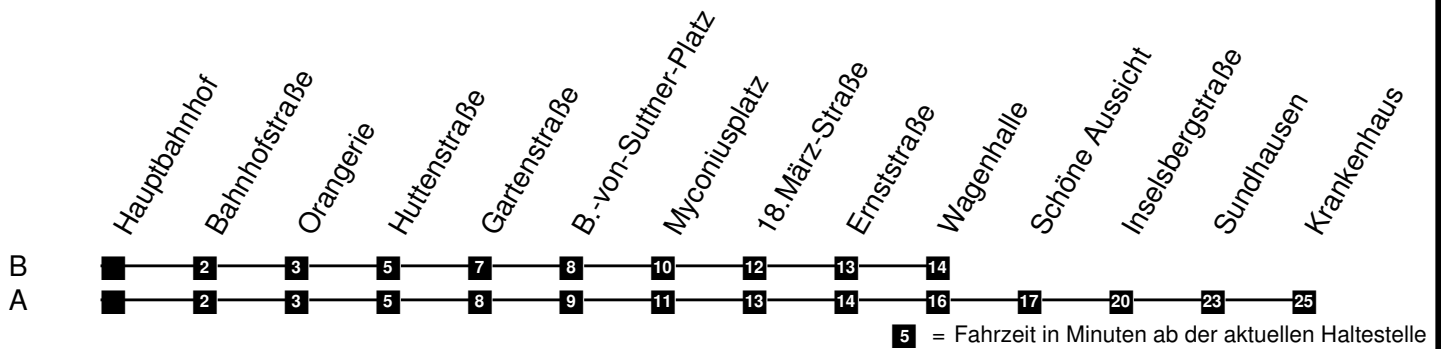 Hauptbahnhof
Bahnhofstraße
Orangerie
Huttenstraße
Gartenstraße
B.-von-Suttner-Platz
Myconiusplatz
18.März-Straße
Ernststraße
Wagenhalle
Schöne Aussicht
Inselsbergstraße
Sundhausen
Krankenhaus
B 2 3 5 7 8 10 12 13 14
A 2 3 5 8 9 11 13 14 16 17 20 23 25
5 = Fahrzeit in Minuten ab der aktuellen Haltestelle